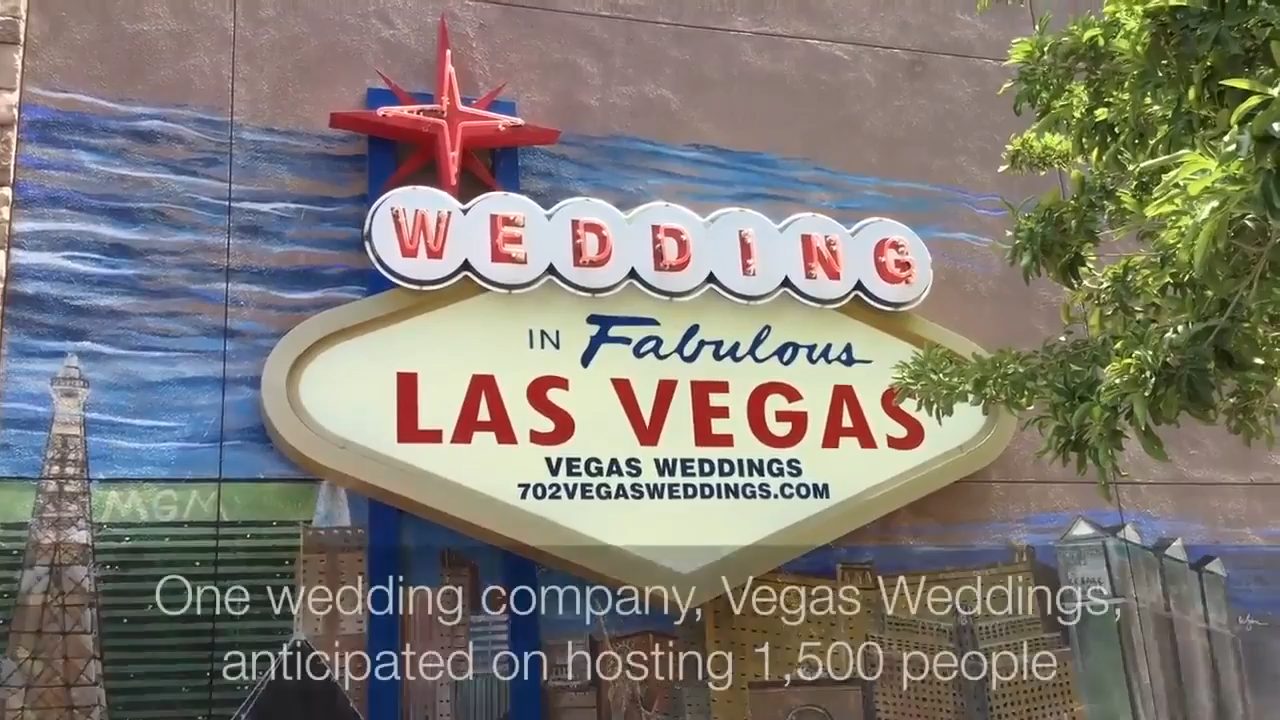 WEDDING
IN Fabulous
LAS VEGAS
VEGAS WEDDINGS
702VEGASWEDDINGS.COM
MGM
One wedding company, Vegas Weddings,
anticipated on hosting 1,500 people